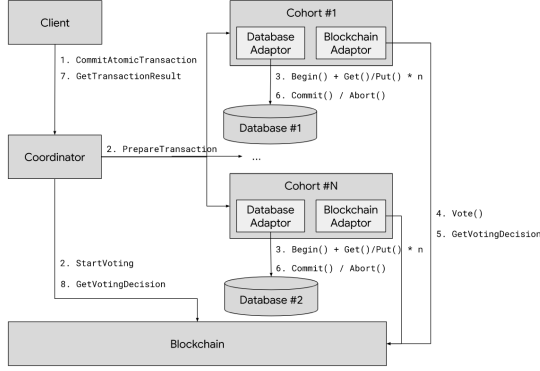 Client
1. CommitAtomicTransaction
7. GetTransactionResult
Coordinator
2. PrepareTransaction
...
2. StartVoting
8. GetVotingDecision
Cohort #1
Database
Adaptor
Blockchain
Adaptor
3. Begin() + Get()/Put() * n
6. Commit() / Abort()
Database #1
Cohort #N
Database
Adaptor
Blockchain
Adaptor
3. Begin() + Get()/Put() * n
6. Commit() / Abort()
Database #2
4. Vote()
5. GetVotingDecision
Blockchain